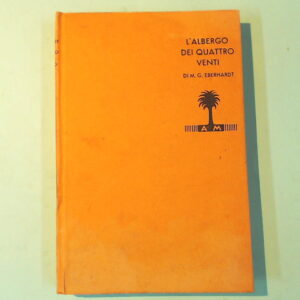 L'ALBERGO
DEI QUATTRO
VENTI
DI M. G. EBERHARDT
A M